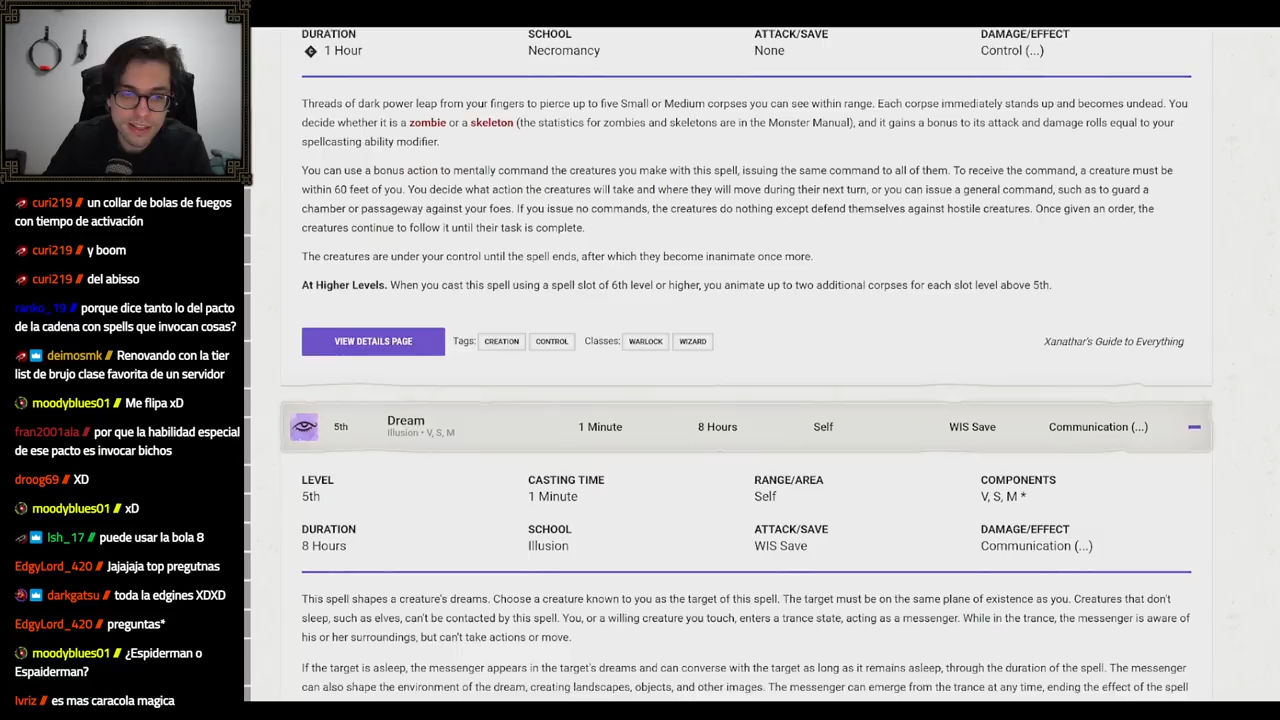 curi219 // un collar de bolas de fuegos
con tiempo de activación
curi219 // y boom
curi219 // del abisso
ranko_19 // porque dice tanto lo del pacto
de la cadena con spells que invocan cosas?
deimosmk // Renovando con la tier
list de brujo clase favorita de un servidor
moodyblues01 // Me flipa xD
fran2001ala // por que la habilidad especial
de ese pacto es invocar bichos
droog69 // XD
moodyblues01 // xD
lsh_17 // puede usar la bola 8
EdgyLord_420 // Jajajaja top pregutnas
darkgatsu // toda la edgines XDXD
EdgyLord_420 // preguntas*
moodyblues01 // ¿Espiderman o
Espaiderman?
lvriz // es mas caracola magica
DURATION SCHOOL ATTACK/SAVE DAMAGE/EFFECT
1 Hour Necromancy None Control (...)
Threads of dark power leap from your fingers to pierce up to five Small or Medium corpses you can see within range. Each corpse immediately stands up and becomes undead. You
decide whether it is a zombie or a skeleton (the statistics for zombies and skeletons are in the Monster Manual), and it gains a bonus to its attack and damage rolls equal to your
spellcasting ability modifier.
You can use a bonus action to mentally command the creatures you make with this spell, issuing the same command to all of them. To receive the command, a creature must be
within 60 feet of you. You decide what action the creatures will take and where they will move during their next turn, or you can issue a general command, such as to guard a
chamber or passageway against your foes. If you issue no commands, the creatures do nothing except defend themselves against hostile creatures. Once given an order, the
creatures continue to follow it until their task is complete.
The creatures are under your control until the spell ends, after which they become inanimate once more.
At Higher Levels. When you cast this spell using a spell slot of 6th level or higher, you animate up to two additional corpses for each slot level above 5th.
VIEW DETAILS PAGE Tags: CREATION CONTROL Classes: WARLOCK WIZARD Xanathar's Guide to Everything
5th Dream 1 Minute 8 Hours Self WIS Save Communication (...)
Illusion • V, S, M
LEVEL CASTING TIME RANGE/AREA COMPONENTS
5th 1 Minute Self V, S, M *
DURATION SCHOOL ATTACK/SAVE DAMAGE/EFFECT
8 Hours Illusion WIS Save Communication (...)
This spell shapes a creature's dreams. Choose a creature known to you as the target of this spell. The target must be on the same plane of existence as you. Creatures that don't
sleep, such as elves, can't be contacted by this spell. You, or a willing creature you touch, enters a trance state, acting as a messenger. While in the trance, the messenger is aware of
his or her surroundings, but can't take actions or move.
If the target is asleep, the messenger appears in the target's dreams and can converse with the target as long as it remains asleep, through the duration of the spell. The messenger
can also shape the environment of the dream, creating landscapes, objects, and other images. The messenger can emerge from the trance at any time, ending the effect of the spell